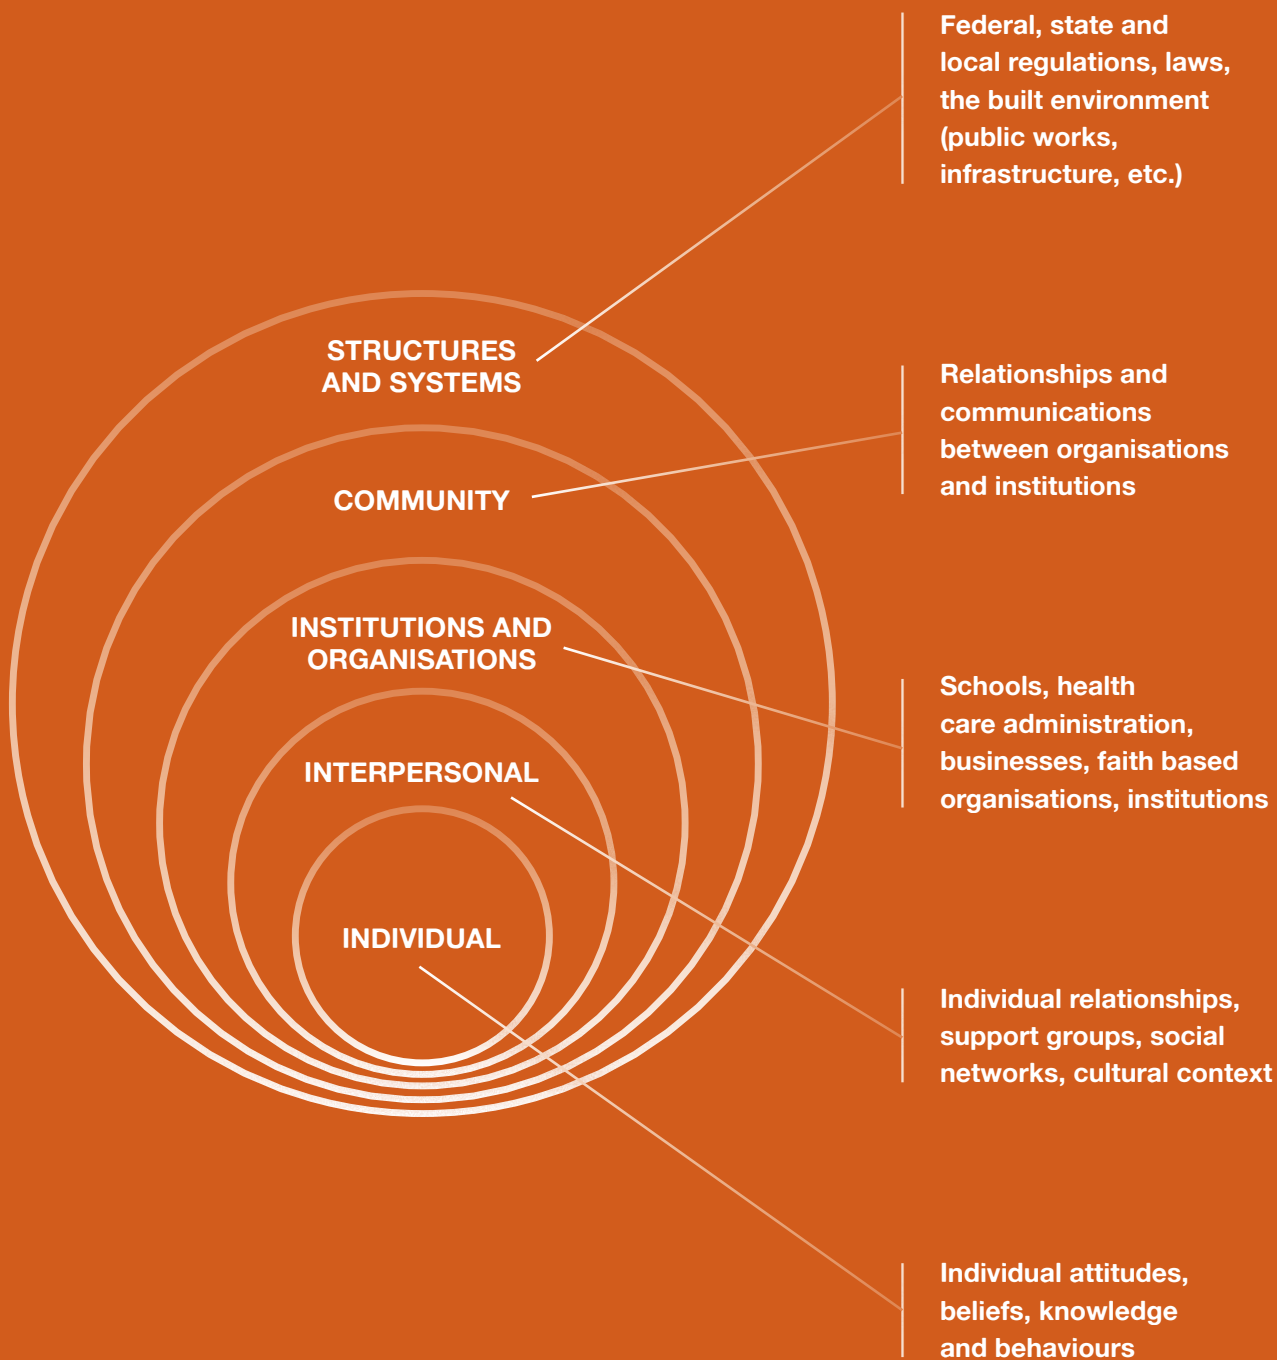 Federal, state and
local regulations, laws,
the built environment
(public works,
infrastructure, etc.)
STRUCTURES
AND SYSTEMS
Relationships and
communications
between organisations
and institutions
COMMUNITY
INSTITUTIONS AND
ORGANISATIONS
Schools, health
care administration,
businesses, faith based
organisations, institutions
INTERPERSONAL
Individual relationships,
support groups, social
networks, cultural context
INDIVIDUAL
Individual attitudes,
beliefs, knowledge
and behaviours